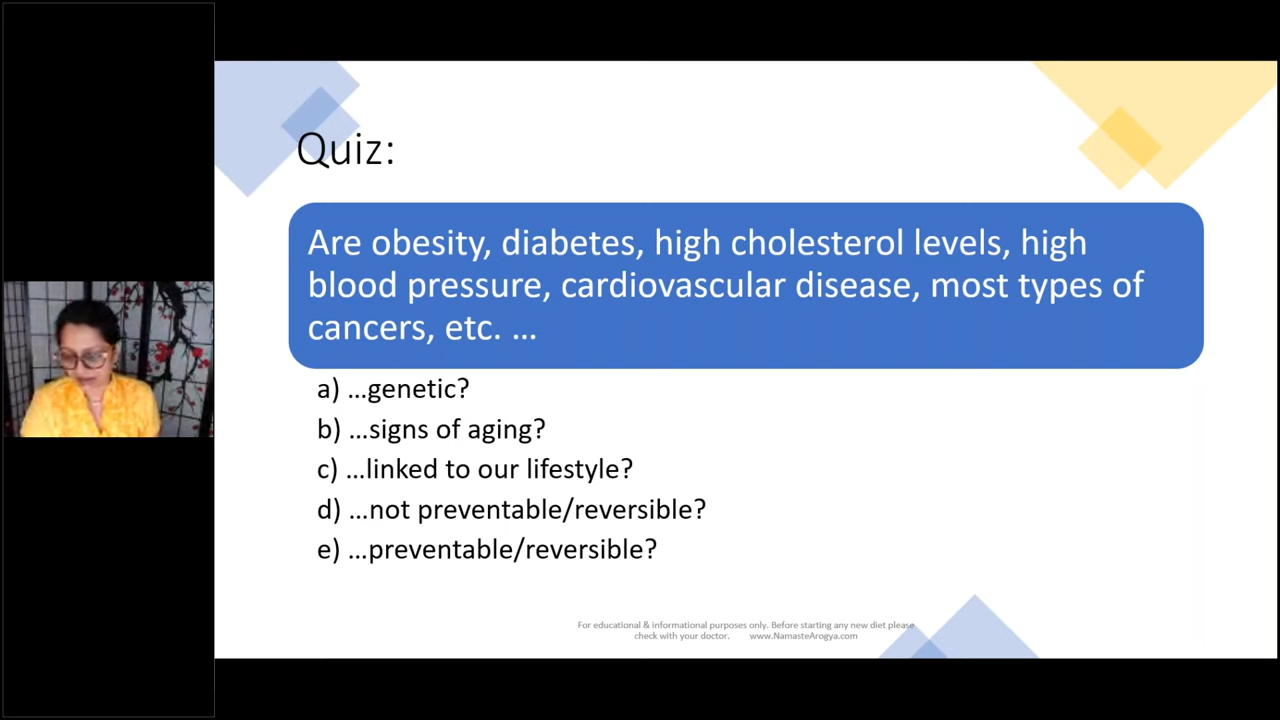 Quiz:
Are obesity, diabetes, high cholesterol levels, high
blood pressure, cardiovascular disease, most types of
cancers, etc. …
a) …genetic?
b) …signs of aging?
c) …linked to our lifestyle?
d) …not preventable/reversible?
e) …preventable/reversible?
For educational & informational purposes only. Before starting any new diet please
check with your doctor. www.NamasteArogya.com